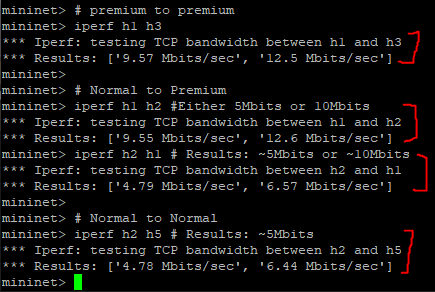 mininet> # premium to premium
mininet> iperf h1 h3
*** Iperf: testing TCP bandwidth between h1 and h3
*** Results: ['9.57 Mbits/sec', '12.5 Mbits/sec']
mininet>
mininet> # Normal to Premium
mininet> iperf h1 h2 #Either 5Mbits or 10Mbits
*** Iperf: testing TCP bandwidth between h1 and h2
*** Results: ['9.55 Mbits/sec', '12.6 Mbits/sec']
mininet> iperf h2 h1 # Results: ~5Mbits or ~10Mbits
*** Iperf: testing TCP bandwidth between h2 and h1
*** Results: ['4.79 Mbits/sec', '6.57 Mbits/sec']
mininet>
mininet> # Normal to Normal
mininet> iperf h2 h5 # Results: ~5Mbits
*** Iperf: testing TCP bandwidth between h2 and h5
*** Results: ['4.78 Mbits/sec', '6.44 Mbits/sec']
mininet>